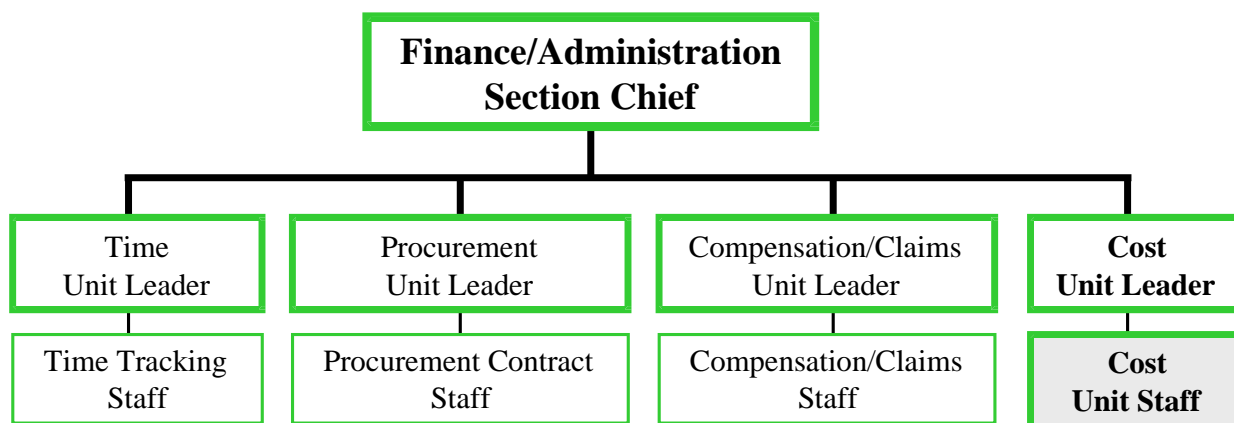 Finance/Administration
Section Chief
Time
Unit Leader
Procurement
Unit Leader
Compensation/Claims
Unit Leader
Cost
Unit Leader
Time Tracking
Staff
Procurement Contract
Staff
Compensation/Claims
Staff
Cost
Unit Staff